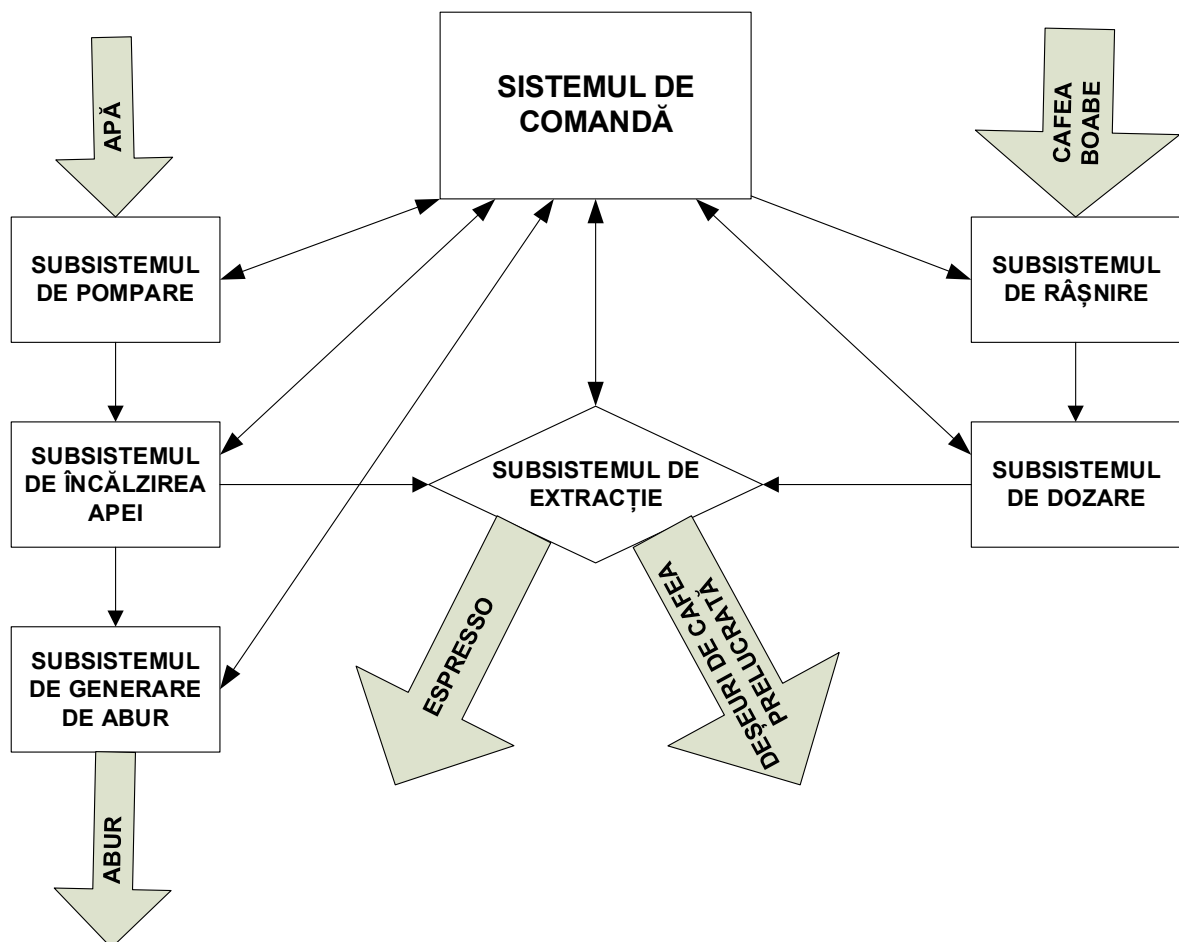 SISTEMUL DE
COMANDĂ
APĂ
CAFEA
BOABE
SUBSISTEMUL
DE POMPARE
SUBSISTEMUL
DE RÂȘNIRE
SUBSISTEMUL
DE ÎNCĂLZIREA
APEI
SUBSISTEMUL DE
EXTRACȚIE
SUBSISTEMUL
DE DOZARE
SUBSISTEMUL
DE GENERARE
DE ABUR
ESPRESSO
DEȘEURI DE CAFEA
PRELUCRATĂ
ABUR